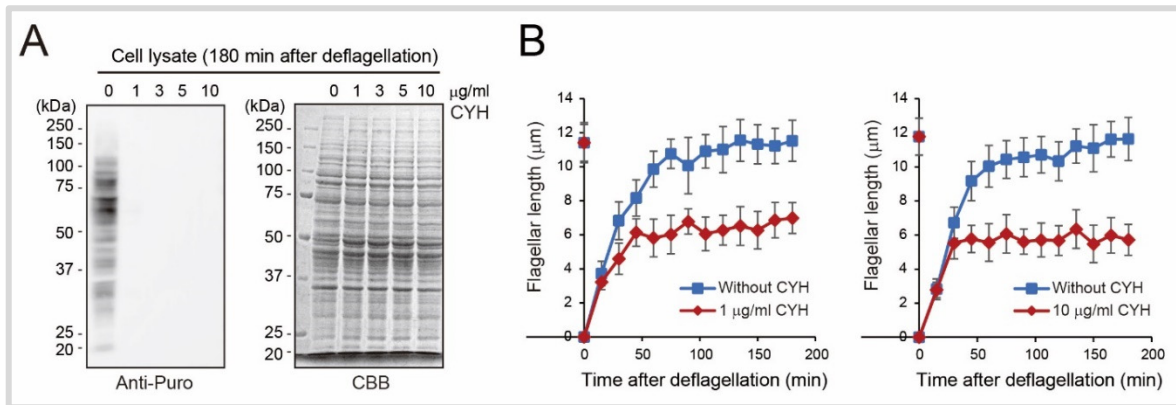 A
Cell lysate (180 min after deflagellation)
(kDa) 0 1 3 5 10
250 -
150 -
100 -
75 -
50 -
37 -
25 -
20 -
Anti-Puro
(kDa) 0 1 3 5 10 μg/ml
CYH
250 -
150 -
100 -
75 -
50 -
37 -
25 -
20 -
CBB
B
Flagellar length (μm)
14
12
10
8
6
4
2
0
0 50 100 150 200
Without CYH
1 μg/ml CYH
Time after deflagellation (min)
Flagellar length (μm)
14
12
10
8
6
4
2
0
0 50 100 150 200
Without CYH
10 μg/ml CYH
Time after deflagellation (min)